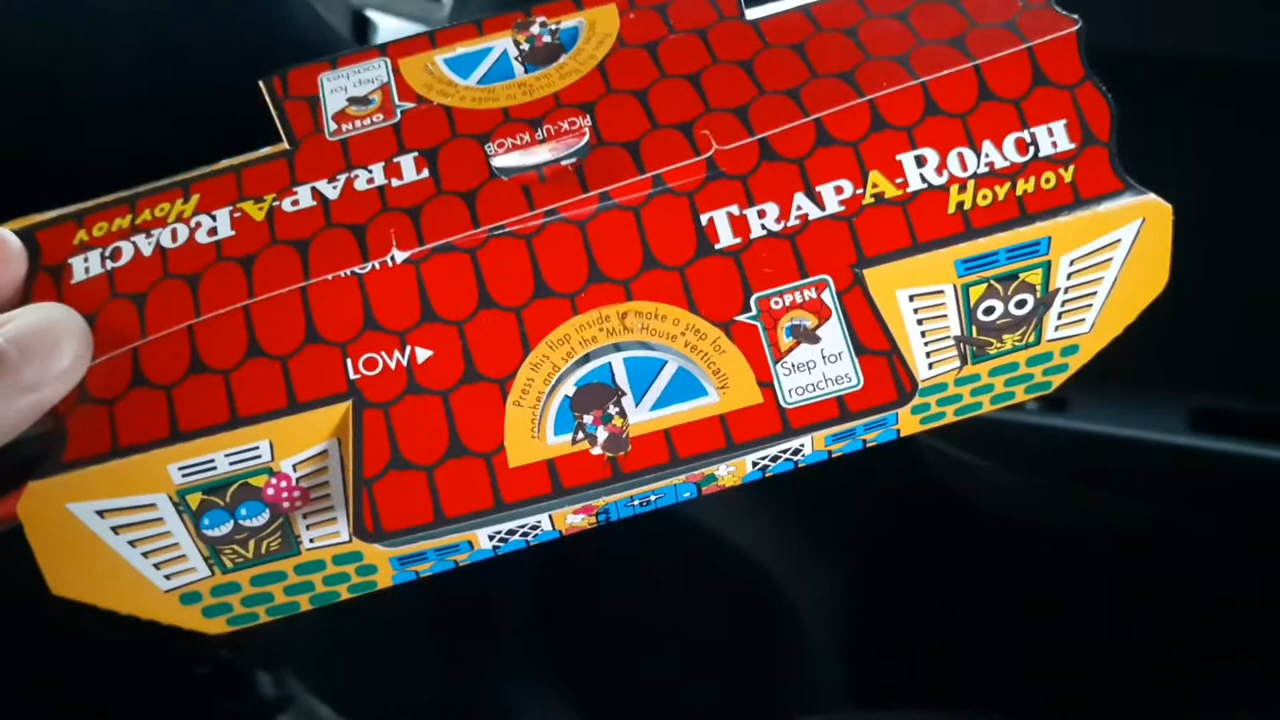 Step for
roaches
OPEN
PICK-UP KNOB
TRAP-A-ROACH
HOYHOY
TRAP-A-ROACH
HOYHOY
LOW
Press this flap inside to make a step for
roaches and set the "Mini House" vertically.
OPEN
Step for
roaches